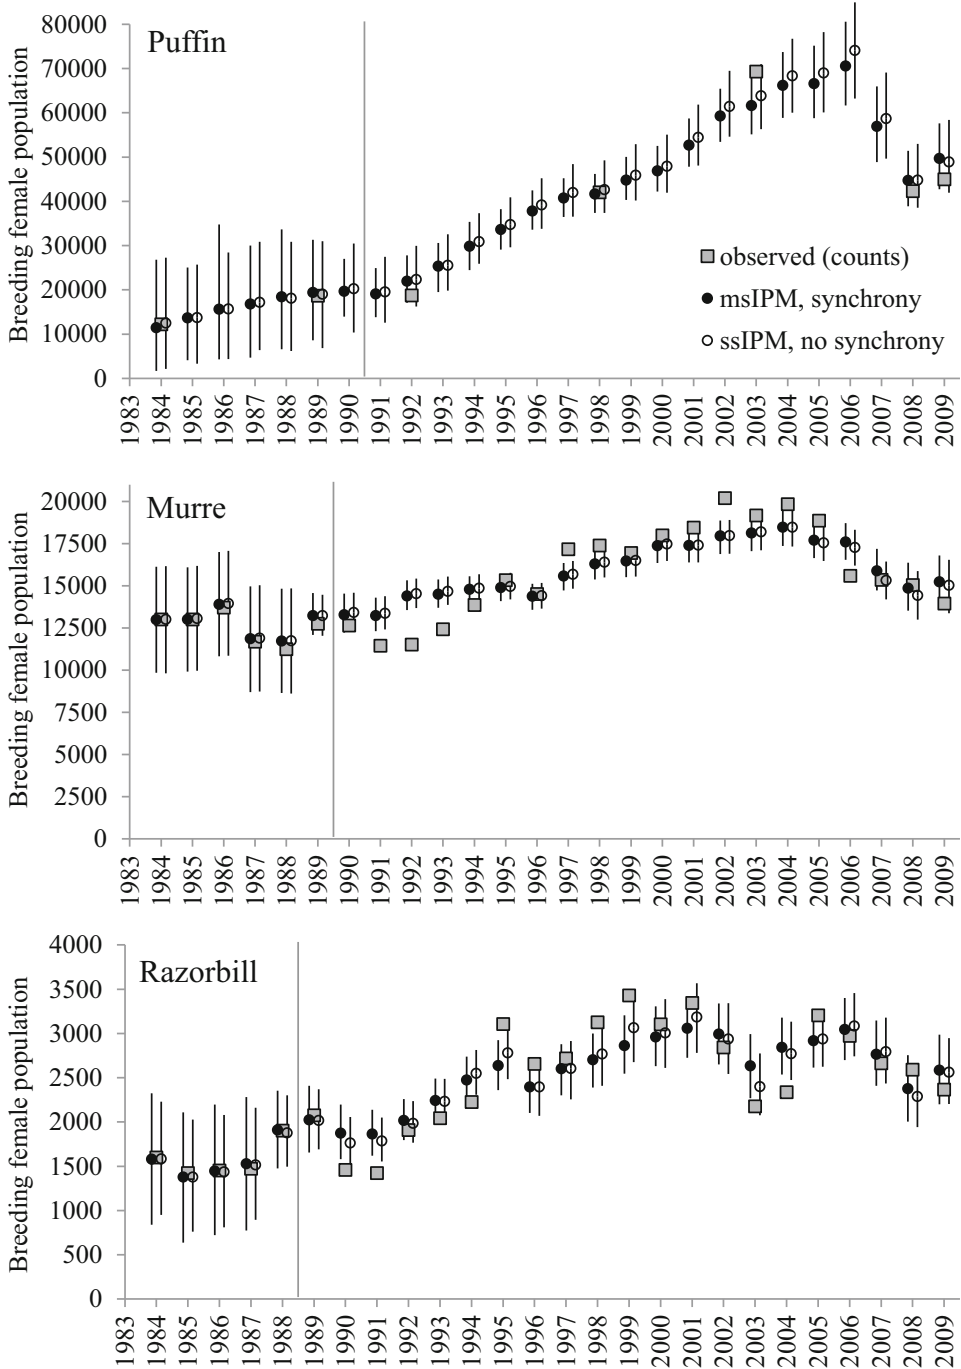 Puffin
Breeding female population
80000
70000
60000
50000
40000
30000
20000
10000
0
observed (counts)
msIPM, synchrony
ssIPM, no synchrony
1983 1984 1985 1986 1987 1988 1989 1990 1991 1992 1993 1994 1995 1996 1997 1998 1999 2000 2001 2002 2003 2004 2005 2006 2007 2008 2009
Murre
Breeding female population
20000
17500
15000
12500
10000
7500
5000
2500
0
1983 1984 1985 1986 1987 1988 1989 1990 1991 1992 1993 1994 1995 1996 1997 1998 1999 2000 2001 2002 2003 2004 2005 2006 2007 2008 2009
Razorbill
Breeding female population
4000
3500
3000
2500
2000
1500
1000
500
0
1983 1984 1985 1986 1987 1988 1989 1990 1991 1992 1993 1994 1995 1996 1997 1998 1999 2000 2001 2002 2003 2004 2005 2006 2007 2008 2009